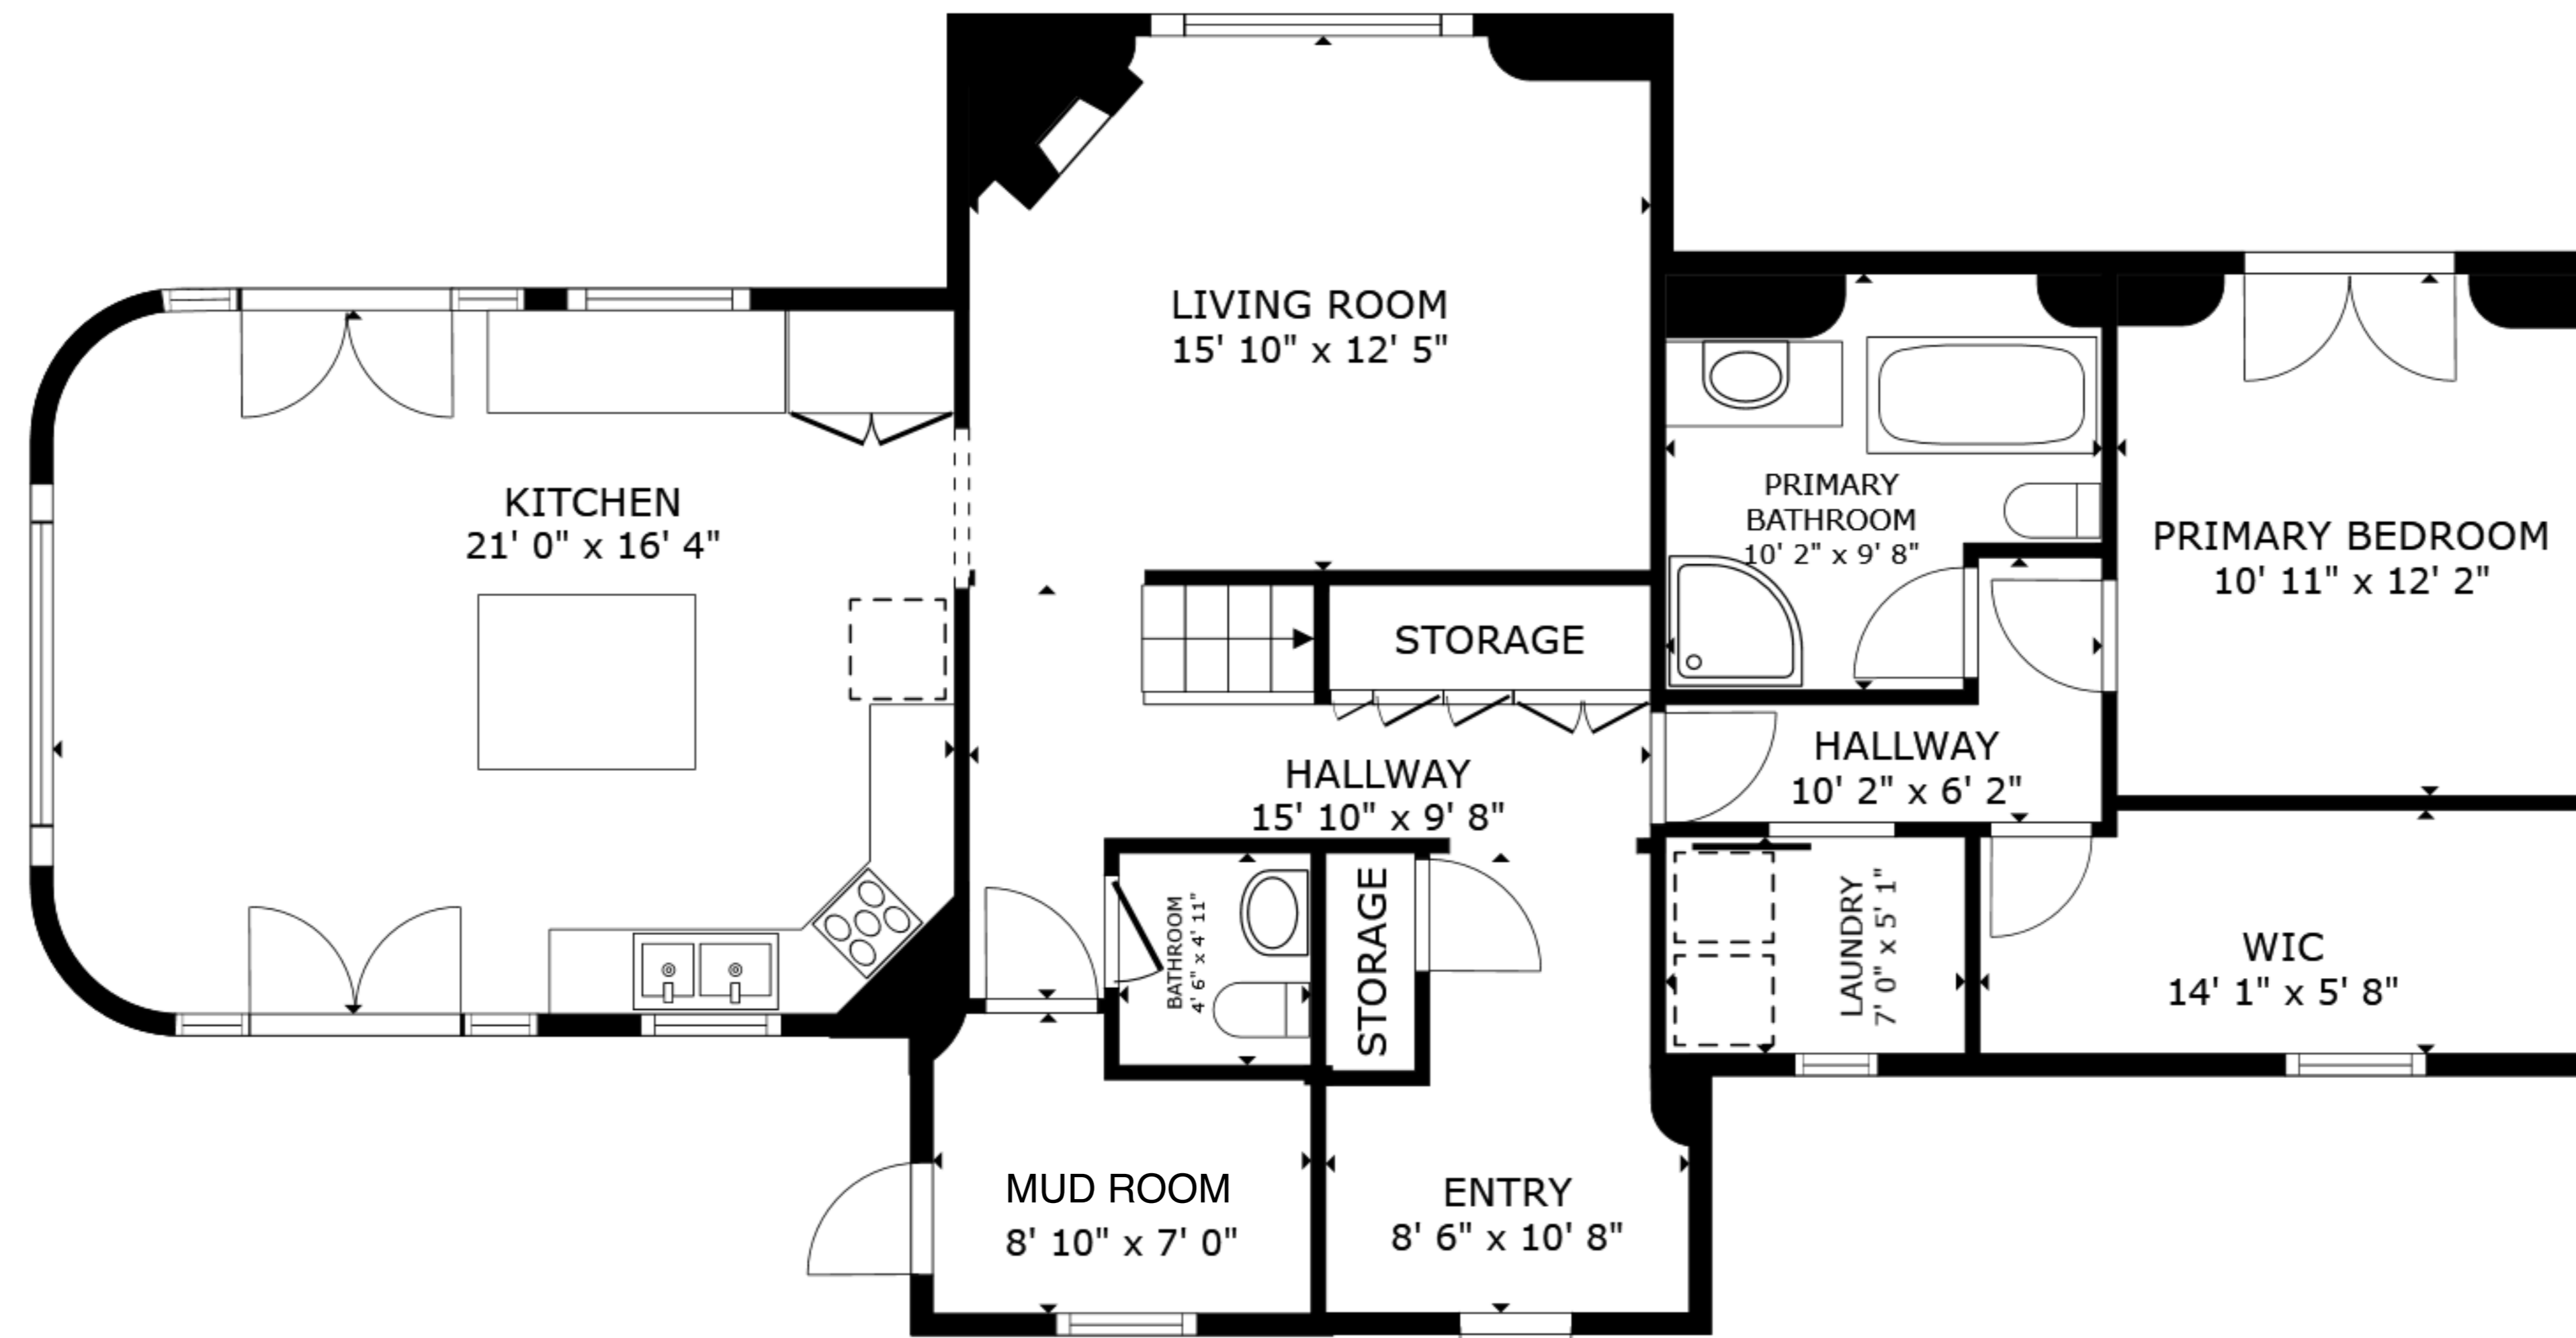 LIVING ROOM
15' 10" x 12' 5"
KITCHEN
21' 0" x 16' 4"
PRIMARY
BATHROOM
10' 2" x 9' 8"
PRIMARY BEDROOM
10' 11" x 12' 2"
STORAGE
HALLWAY
15' 10" x 9' 8"
HALLWAY
10' 2" x 6' 2"
BATHROOM
4' 6" x 4' 11"
STORAGE
LAUNDRY
7' 0" x 5' 1"
WIC
14' 1" x 5' 8"
MUD ROOM
8' 10" x 7' 0"
ENTRY
8' 6" x 10' 8"